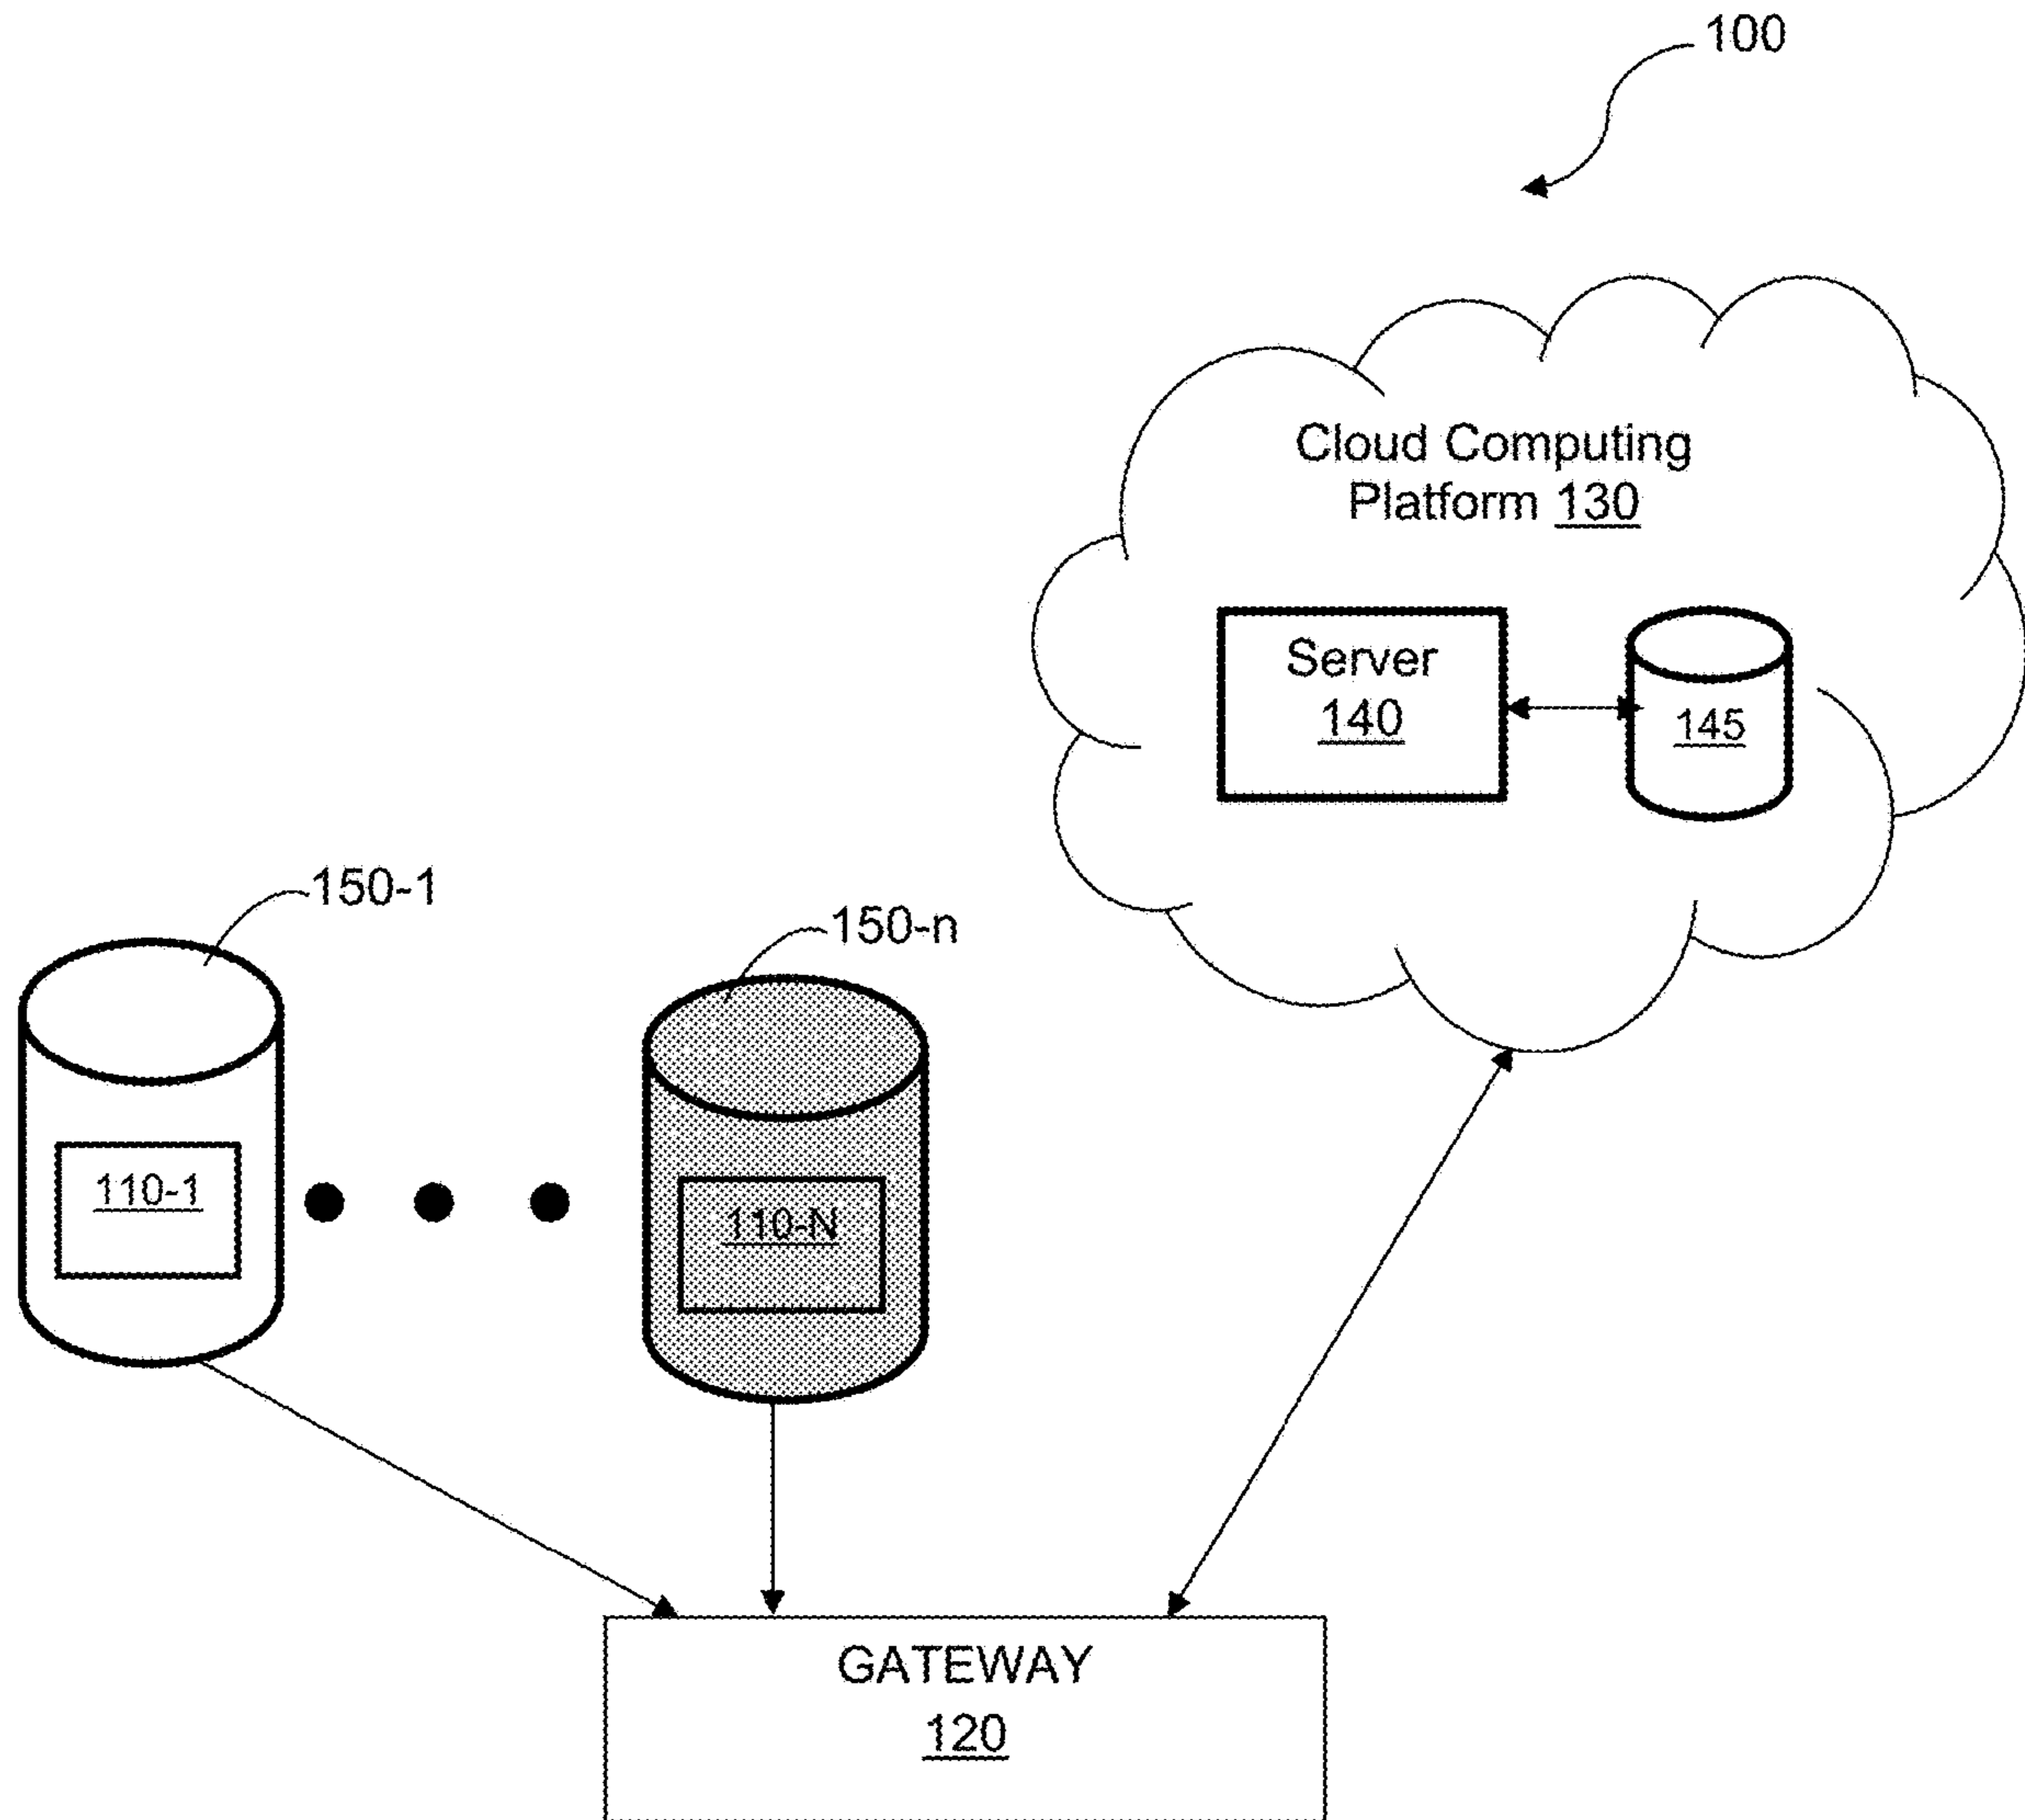 100
Cloud Computing
Platform 130
Server
140
145
150-1
150-n
110-1
110-N
GATEWAY
120